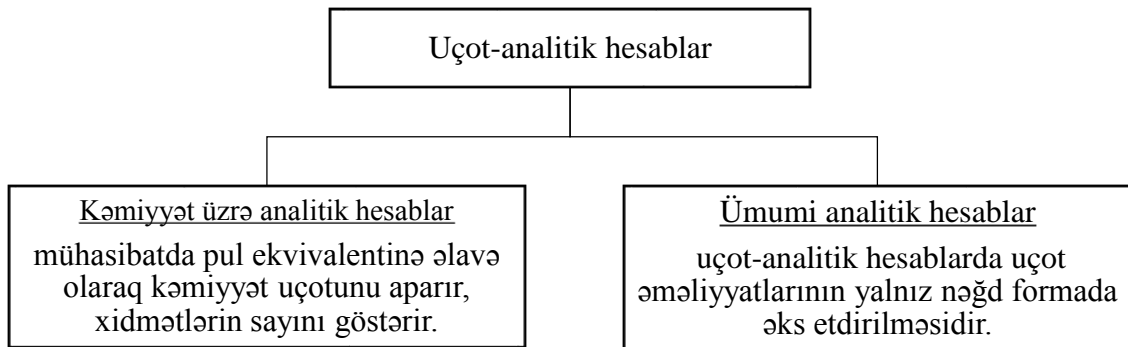 Uçot-analitik hesablar
Kəmiyyət üzrə analitik hesablar
mühasibatda pul ekvivalentinə əlavə
olaraq kəmiyyət uçotunu aparır,
xidmətlərin sayını göstərir.
Ümumi analitik hesablar
uçot-analitik hesablarda uçot
əməliyyatlarının yalnız nəğd formada
əks etdirilməsidir.